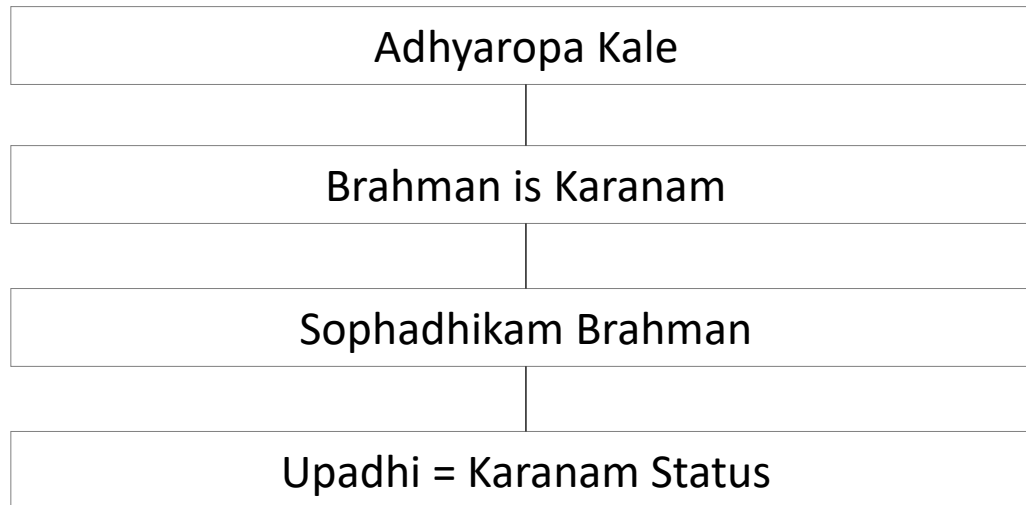 Adhyaropa Kale
Brahman is Karanam
Sophadhikam Brahman
Upadhi = Karanam Status